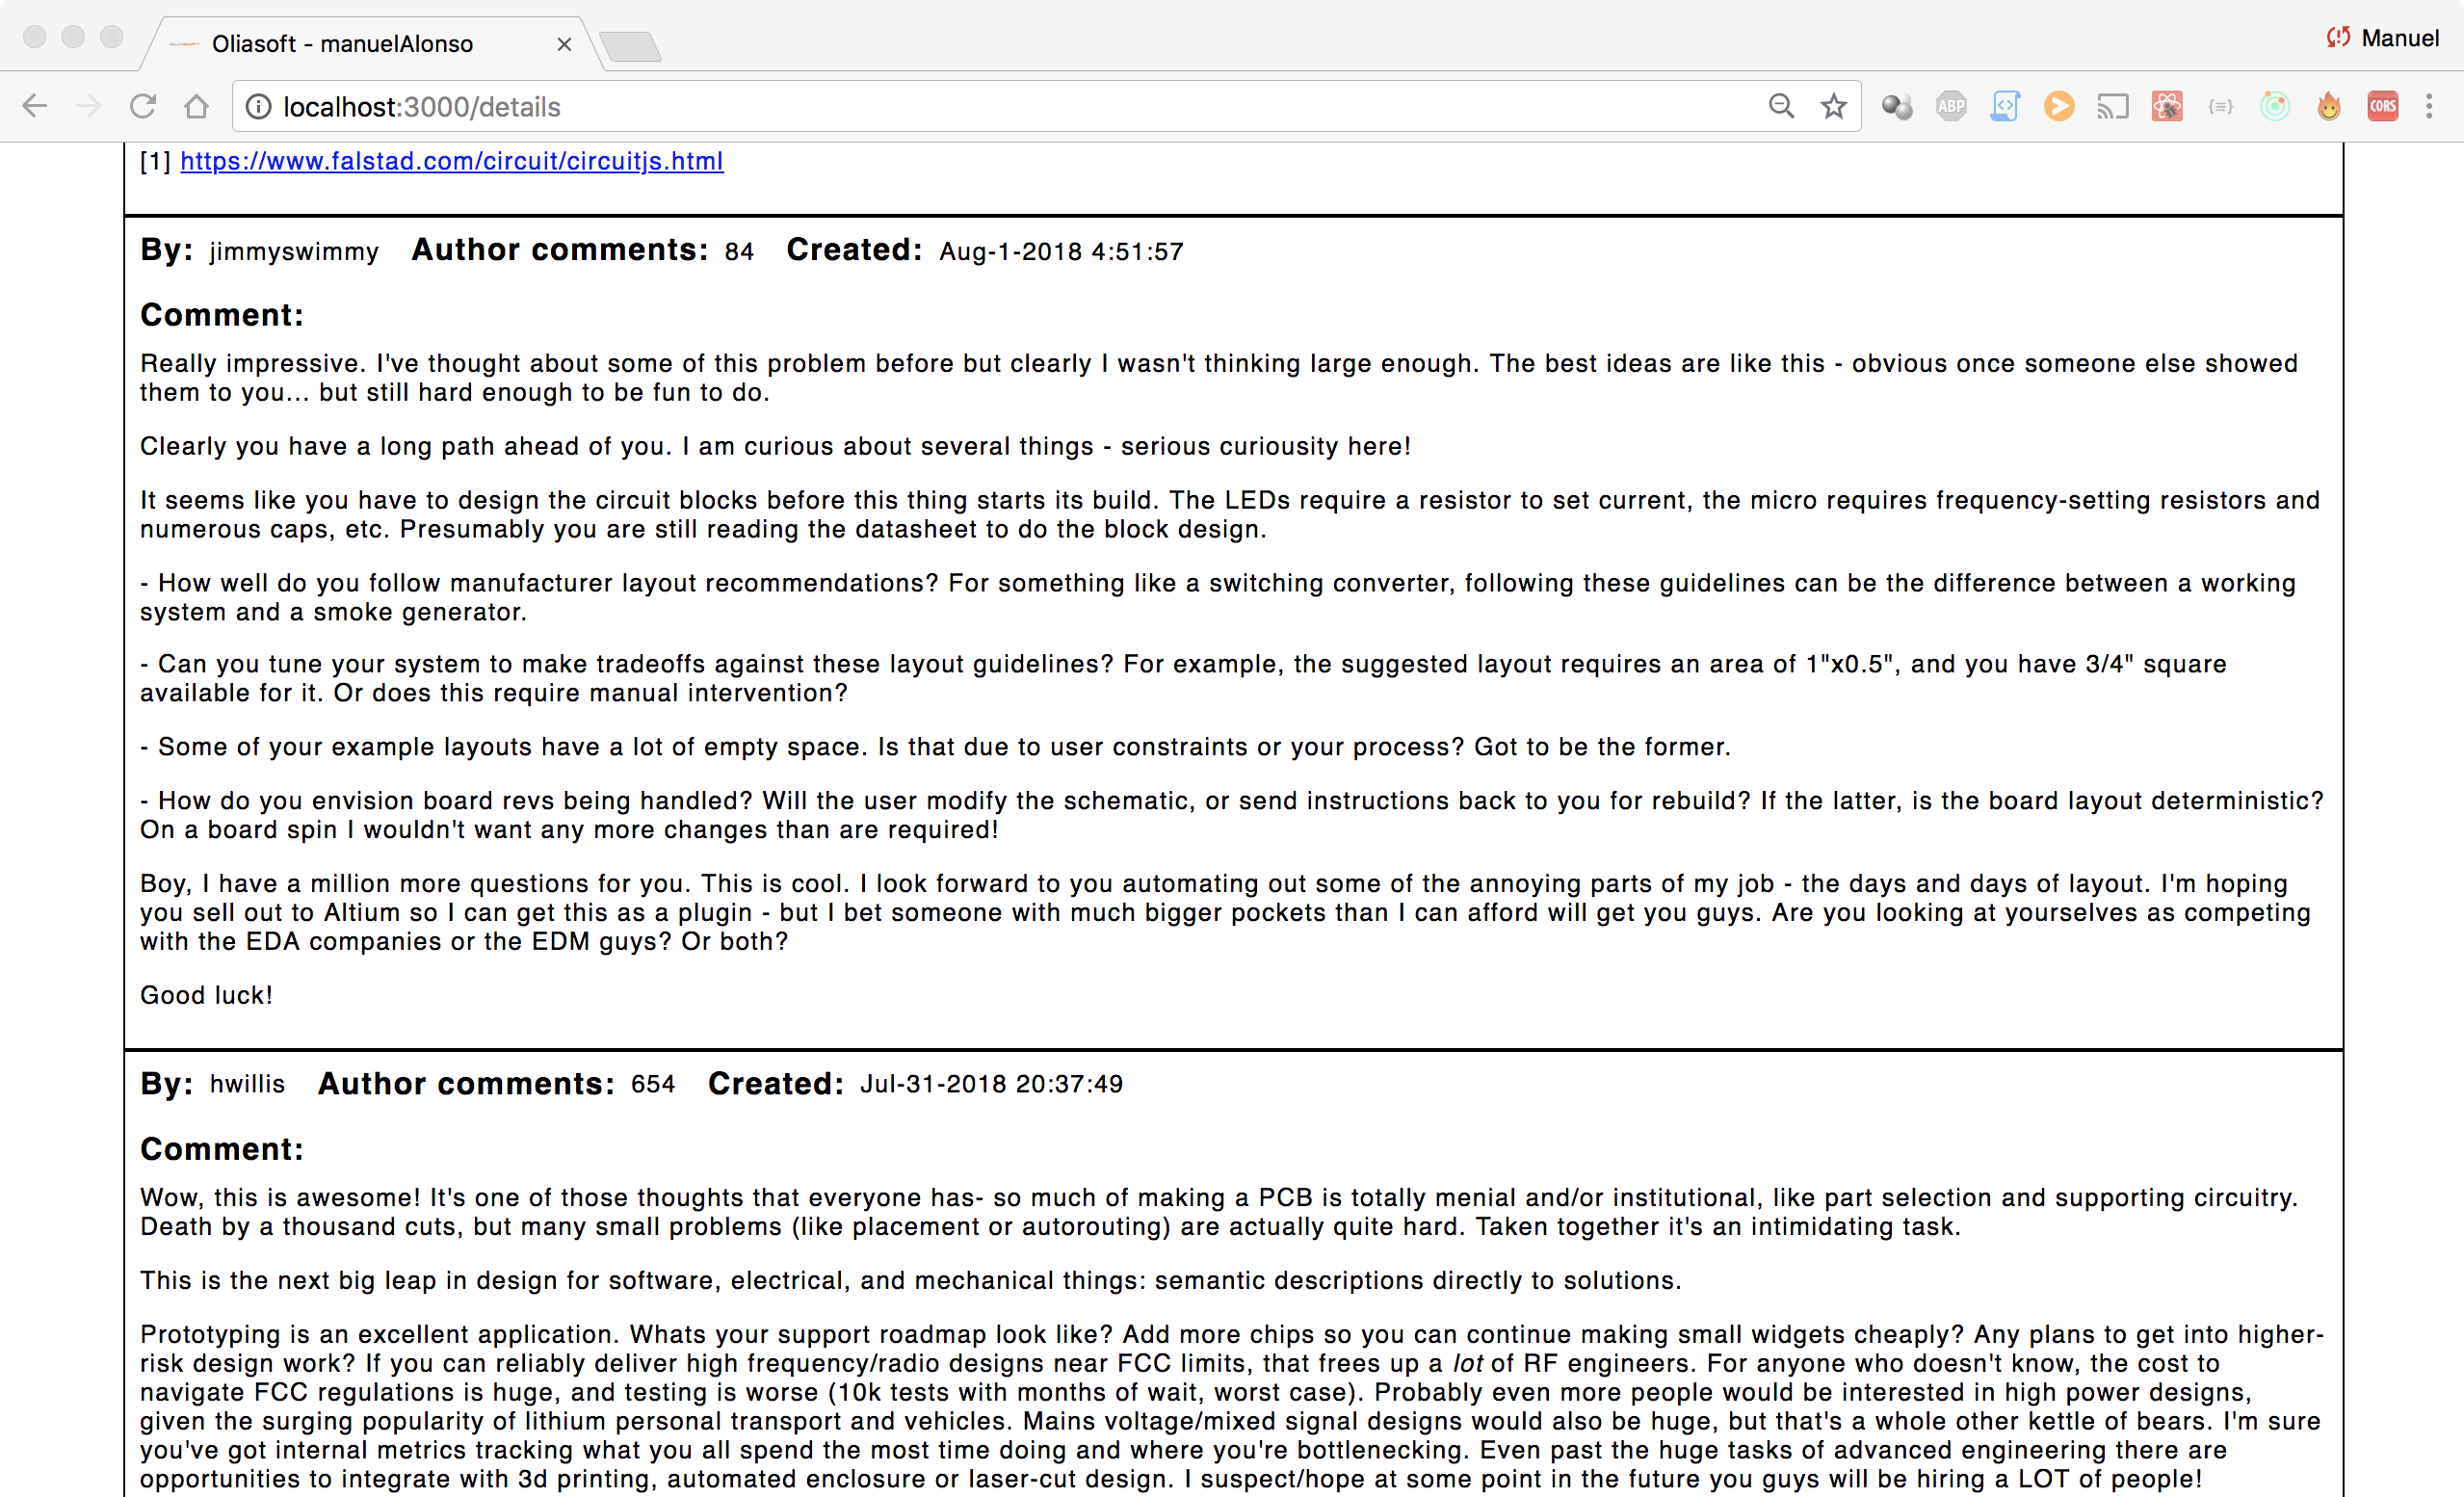 Oliasoft - manuelAlonso
Manuel
localhost:3000/details
ABP
CORS
[1] https://www.falstad.com/circuit/circuitjs.html
By: jimmyswimmy Author comments: 84 Created: Aug-1-2018 4:51:57
Comment:
Really impressive. I've thought about some of this problem before but clearly I wasn't thinking large enough. The best ideas are like this - obvious once someone else showed
them to you... but still hard enough to be fun to do.
Clearly you have a long path ahead of you. I am curious about several things - serious curiousity here!
It seems like you have to design the circuit blocks before this thing starts its build. The LEDs require a resistor to set current, the micro requires frequency-setting resistors and
numerous caps, etc. Presumably you are still reading the datasheet to do the block design.
- How well do you follow manufacturer layout recommendations? For something like a switching converter, following these guidelines can be the difference between a working
system and a smoke generator.
- Can you tune your system to make tradeoffs against these layout guidelines? For example, the suggested layout requires an area of 1"x0.5", and you have 3/4" square
available for it. Or does this require manual intervention?
- Some of your example layouts have a lot of empty space. Is that due to user constraints or your process? Got to be the former.
- How do you envision board revs being handled? Will the user modify the schematic, or send instructions back to you for rebuild? If the latter, is the board layout deterministic?
On a board spin I wouldn't want any more changes than are required!
Boy, I have a million more questions for you. This is cool. I look forward to you automating out some of the annoying parts of my job - the days and days of layout. I'm hoping
you sell out to Altium so I can get this as a plugin - but I bet someone with much bigger pockets than I can afford will get you guys. Are you looking at yourselves as competing
with the EDA companies or the EDM guys? Or both?
Good luck!
By: hwillis Author comments: 654 Created: Jul-31-2018 20:37:49
Comment:
Wow, this is awesome! It's one of those thoughts that everyone has- so much of making a PCB is totally menial and/or institutional, like part selection and supporting circuitry.
Death by a thousand cuts, but many small problems (like placement or autorouting) are actually quite hard. Taken together it's an intimidating task.
This is the next big leap in design for software, electrical, and mechanical things: semantic descriptions directly to solutions.
Prototyping is an excellent application. Whats your support roadmap look like? Add more chips so you can continue making small widgets cheaply? Any plans to get into higher-
risk design work? If you can reliably deliver high frequency/radio designs near FCC limits, that frees up a lot of RF engineers. For anyone who doesn't know, the cost to
navigate FCC regulations is huge, and testing is worse (10k tests with months of wait, worst case). Probably even more people would be interested in high power designs,
given the surging popularity of lithium personal transport and vehicles. Mains voltage/mixed signal designs would also be huge, but that's a whole other kettle of bears. I'm sure
you've got internal metrics tracking what you all spend the most time doing and where you're bottlenecking. Even past the huge tasks of advanced engineering there are
opportunities to integrate with 3d printing, automated enclosure or laser-cut design. I suspect/hope at some point in the future you guys will be hiring a LOT of people!